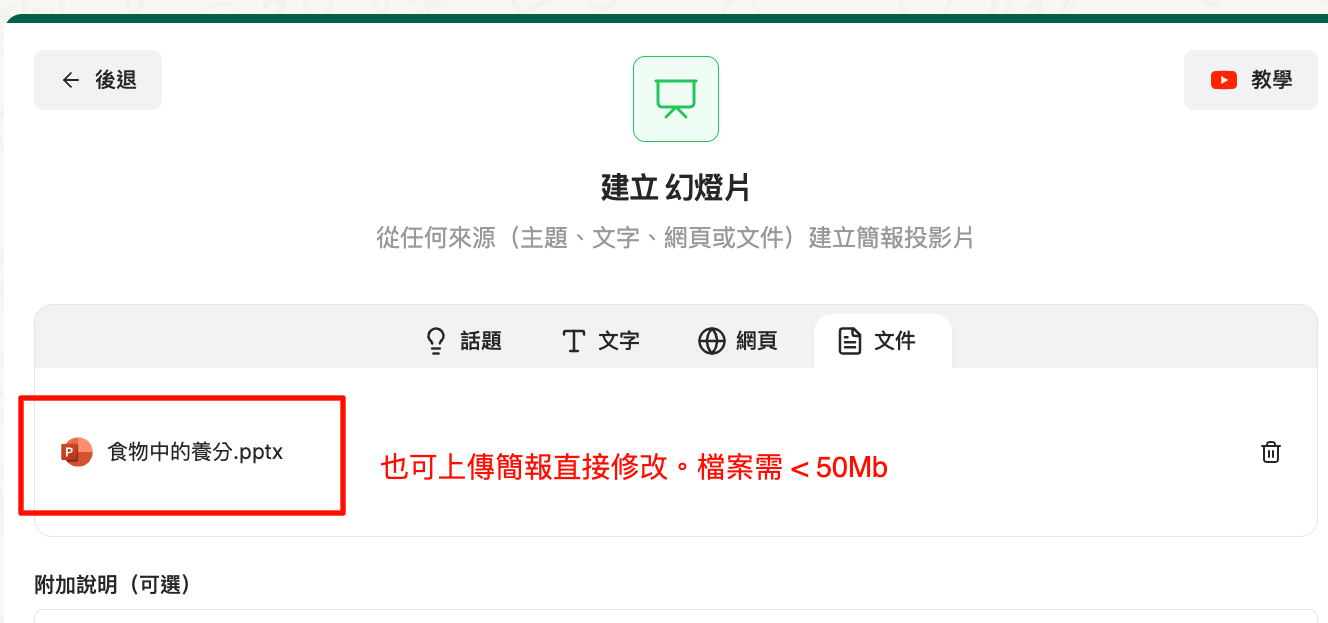 後退
教學
建立 幻燈片
從任何來源（主題、文字、網頁或文件）建立簡報投影片
話題
文字
網頁
文件
食物中的養分.pptx
也可上傳簡報直接修改。檔案需 < 50Mb
附加說明（可選）